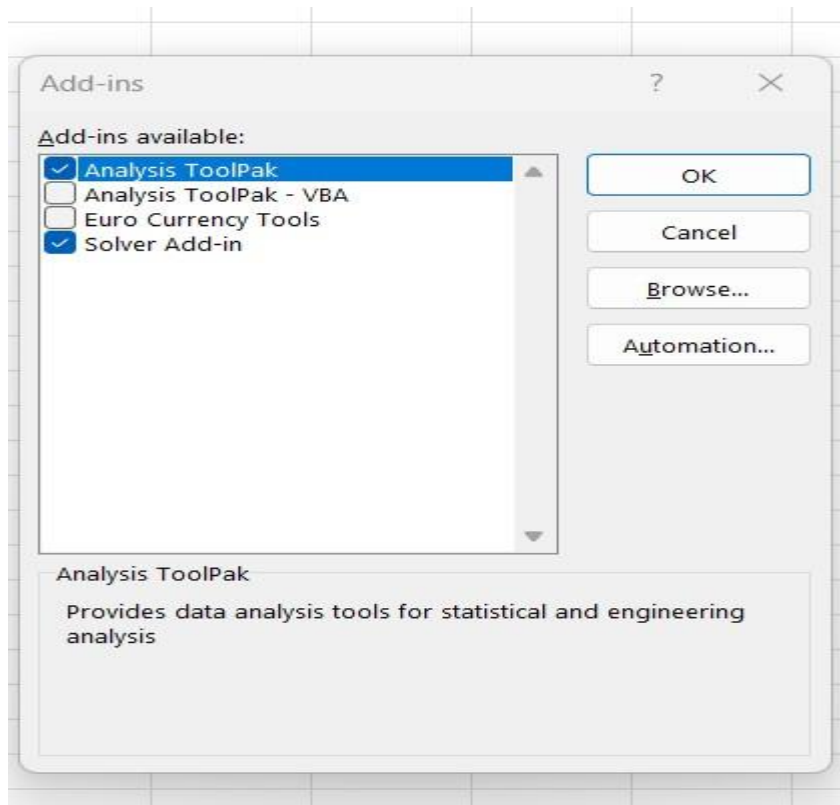 Add-ins ?
Add-ins available:
Analysis ToolPak
Analysis ToolPak - VBA
Euro Currency Tools
Solver Add-in
OK
Cancel
Browse...
Automation...
Analysis ToolPak
Provides data analysis tools for statistical and engineering
analysis